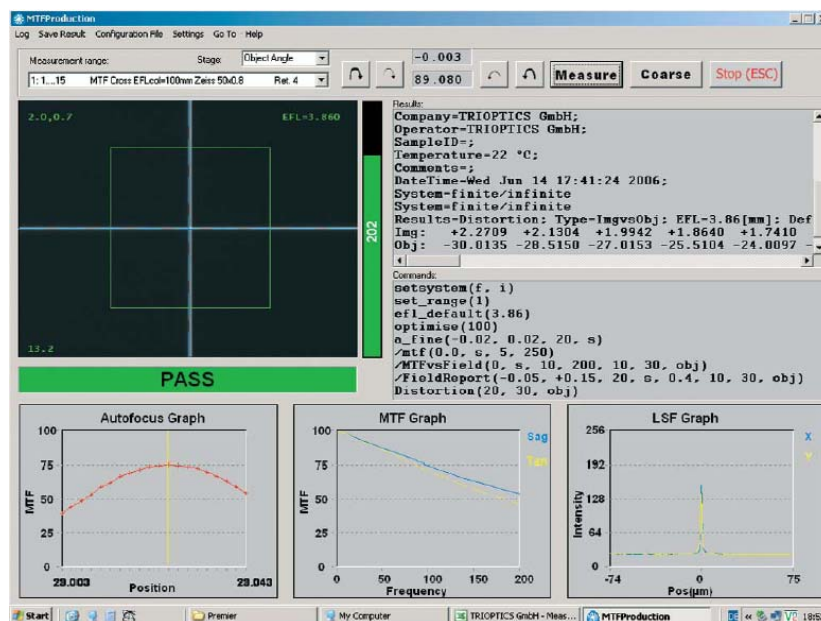 MTFProduction
Log Save Result Configuration File Settings Go To Help
Measurement range:
Stage: Object Angle
1: 1....15 MTF Cross EFLcol=100mm Zeiss 50x0.8 Ret. 4
-0.003
89.080
Measure
Coarse
Stop (ESC)
2.0,0.7
EFL=3.860
13.2
202
PASS
Results:
Company=TRIOPTICS GmbH;
Operator=TRIOPTICS GmbH;
SampleID=;
Temperature=22 °C;
Comments=;
DateTime=Wed Jun 14 17:41:24 2006;
System=finite/infinite
System=finite/infinite
Results=Distortion; Type=ImgvsObj; EFL=3.86[mm]; Def
Img: +2.2709 +2.1304 +1.9942 +1.8640 +1.7410
Obj: -30.0135 -28.5150 -27.0153 -25.5104 -24.0097 -
Commands:
setsystem(f, i)
set_range(1)
efl_default(3.86)
optimise(100)
a_fine(-0.02, 0.02, 20, s)
/mtf(0.0, s, 5, 250)
/MTFvsField(0, s, 10, 200, 10, 30, obj)
/FieldReport(-0.05, +0.15, 20, s, 0.4, 10, 30, obj)
Distortion(20, 30, obj)
Autofocus Graph
100
75
50
25
0
MTF
29.003
29.043
Position
MTF Graph
100
75
50
25
0
MTF
Sag
Tan
0 50 100 150 200
Frequency
LSF Graph
256
192
128
64
0
Intensity
X
Y
-74 0 75
Pos(µm)
Start
Premier
My Computer
TRIOPTICS GmbH - Meas...
MTFProduction
DE